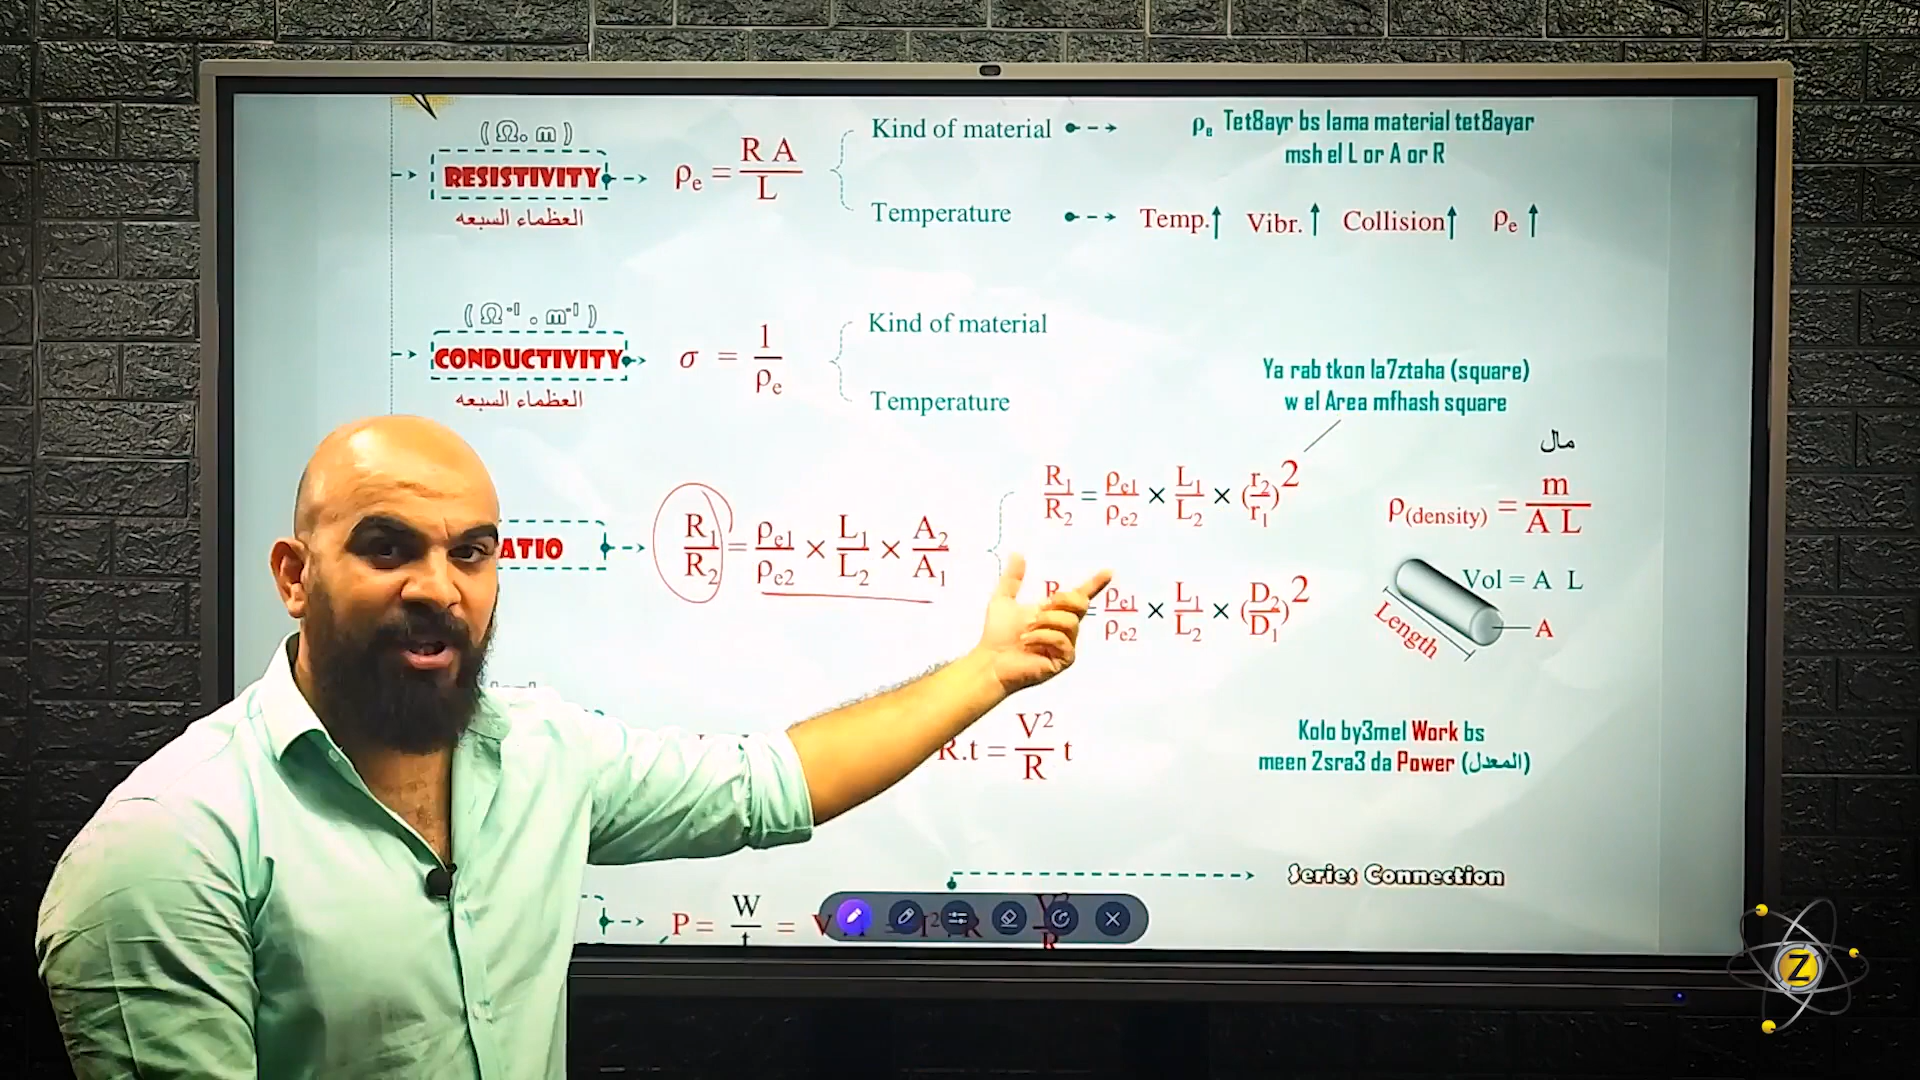 (Ω. m)
RESISTIVITY
العظماء السبعه
ρe = R A / L
Kind of material
Temperature
ρe Tet8ayr bs lama material tet8ayar
msh el L or A or R
Temp.↑ Vibr.↑ Collision↑ ρe↑
(Ω⁻¹ . m⁻¹)
CONDUCTIVITY
العظماء السبعه
σ = 1 / ρe
Kind of material
Temperature
Ya rab tkon la7ztaha (square)
w el Area mfhash square
ATIO
R1 / R2 = ρe1 / ρe2 × L1 / L2 × A2 / A1
R1 / R2 = ρe1 / ρe2 × L1 / L2 × (r2 / r1)²
ρe1 / ρe2 × L1 / L2 × (D2 / D1)²
مال
ρ(density) = m / A L
Vol = A L
Length
A
R.t = V² / R t
Kolo by3mel Work bs
meen 2sra3 da Power (المعدل)
Series Connection
P = W / t = V
Z